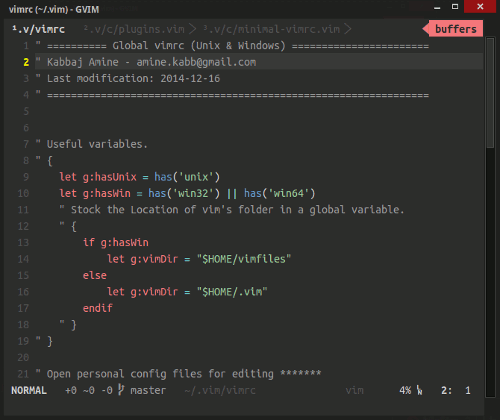 vimrc (~/.vim) - GVIM
¹.v/vimrc ².v/c/plugins.vim ³.v/c/minimal-vimrc.vim buffers
1 " ========== Global vimrc (Unix & Windows) =======================
2 " Kabbaj Amine - amine.kabb@gmail.com
3 " Last modification: 2014-12-16
4 " ================================================================
5
6
7 " Useful variables.
8 " {
9 let g:hasUnix = has('unix')
10 let g:hasWin = has('win32') || has('win64')
11 " Stock the Location of vim's folder in a global variable.
12 " {
13 if g:hasWin
14 let g:vimDir = "$HOME/vimfiles"
15 else
16 let g:vimDir = "$HOME/.vim"
17 endif
18 " }
19 " }
20
21 " Open personal config files for editing *******
NORMAL +0 ~0 -0 master ~/.vim/vimrc vim 4% 2: 1